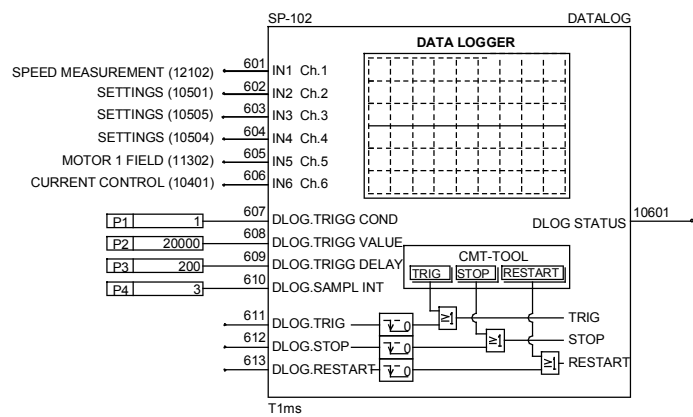 SP-102 DATALOG
DATA LOGGER
SPEED MEASUREMENT (12102) 601 IN1 Ch.1
SETTINGS (10501) 602 IN2 Ch.2
SETTINGS (10505) 603 IN3 Ch.3
SETTINGS (10504) 604 IN4 Ch.4
MOTOR 1 FIELD (11302) 605 IN5 Ch.5
CURRENT CONTROL (10401) 606 IN6 Ch.6
P1 1 607 DLOG.TRIGG COND
DLOG STATUS 10601
P2 20000 608 DLOG.TRIGG VALUE
P3 200 609 DLOG.TRIGG DELAY
P4 3 610 DLOG.SAMPL INT
CMT-TOOL
TRIG STOP RESTART
611 DLOG.TRIG 0 ≥1 TRIG
612 DLOG.STOP 0 ≥1 STOP
613 DLOG.RESTART 0 ≥1 RESTART
T1ms